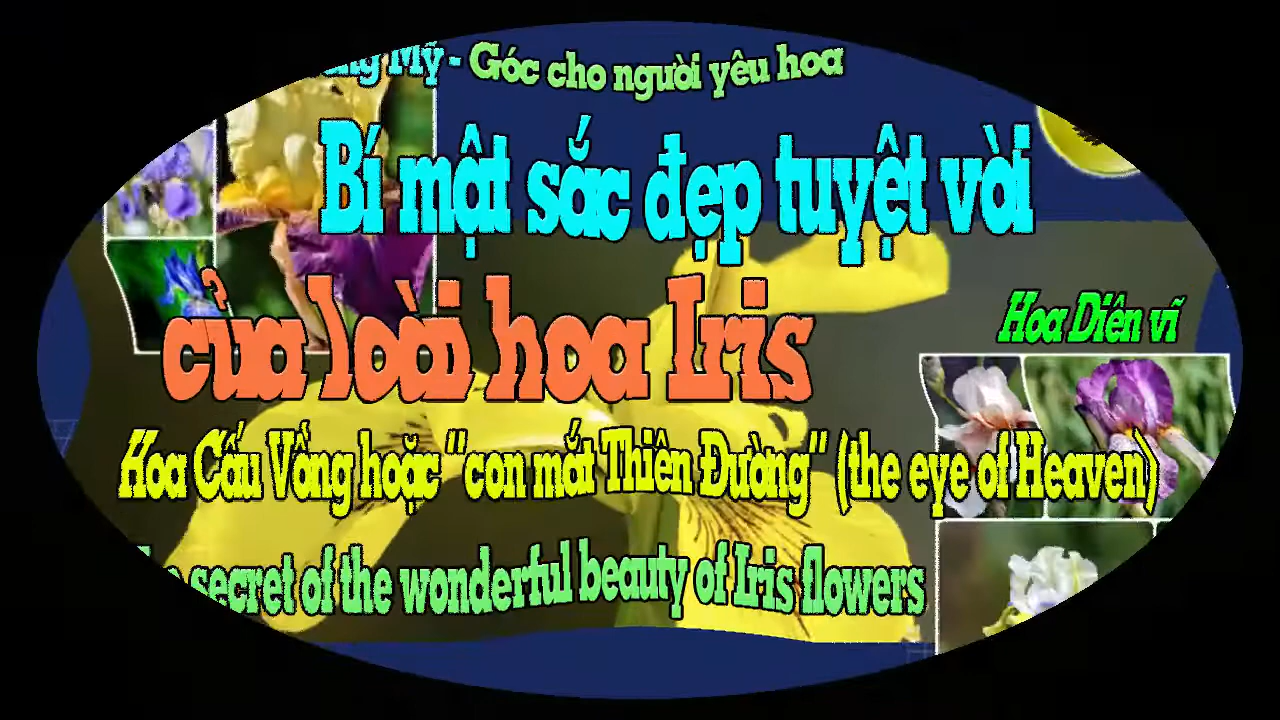 Mỹ - Góc cho người yêu hoa
Bí mật sắc đẹp tuyệt vời
của loài hoa Iris
Hoa Diên vĩ
Hoa Cầu Vồng hoặc "con mắt Thiên Đường" (the eye of Heaven)
secret of the wonderful beauty of Iris flowers